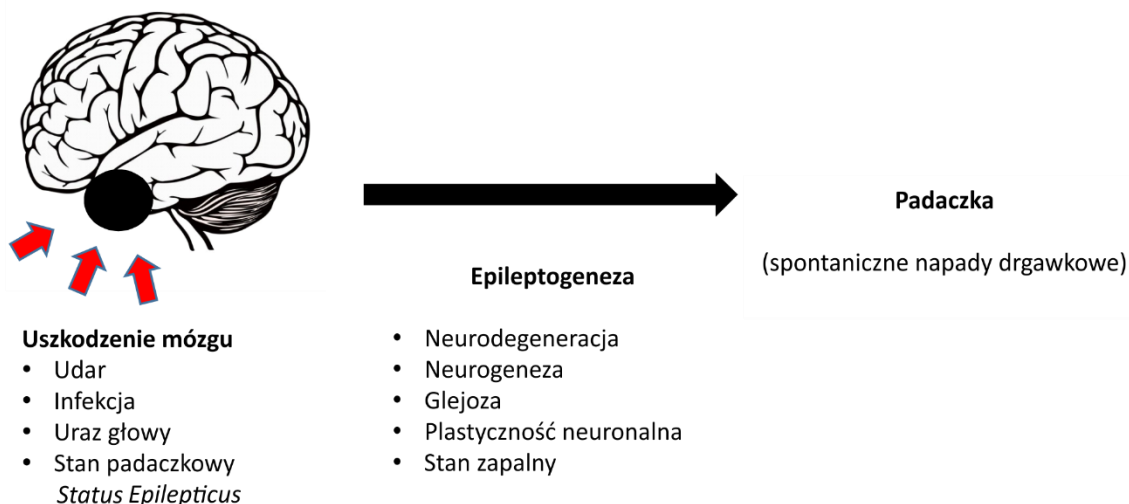 Uszkodzenie mózgu
• Udar
• Infekcja
• Uraz głowy
• Stan padaczkowy
Status Epilepticus
Epileptogeneza
• Neurodegeneracja
• Neurogeneza
• Glejoza
• Plastyczność neuronalna
• Stan zapalny
Padaczka
(spontaniczne napady drgawkowe)